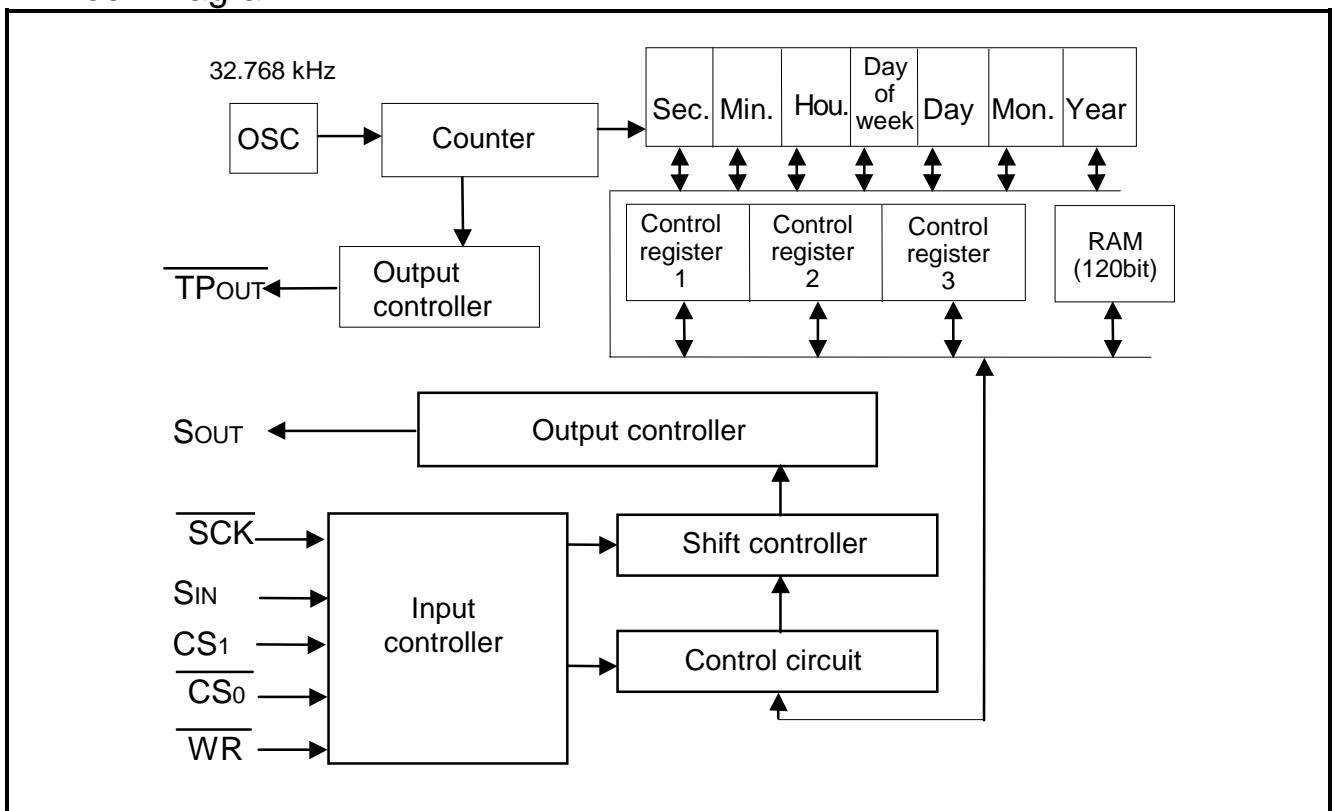 32.768 kHz
OSC
Counter
Sec.
Min.
Hou.
Day
of
week
Day
Mon.
Year
Control
register
1
Control
register
2
Control
register
3
RAM
(120bit)
TPOUT
Output
controller
SOUT
Output controller
SCK
SIN
CS1
CS0
WR
Input
controller
Shift controller
Control circuit